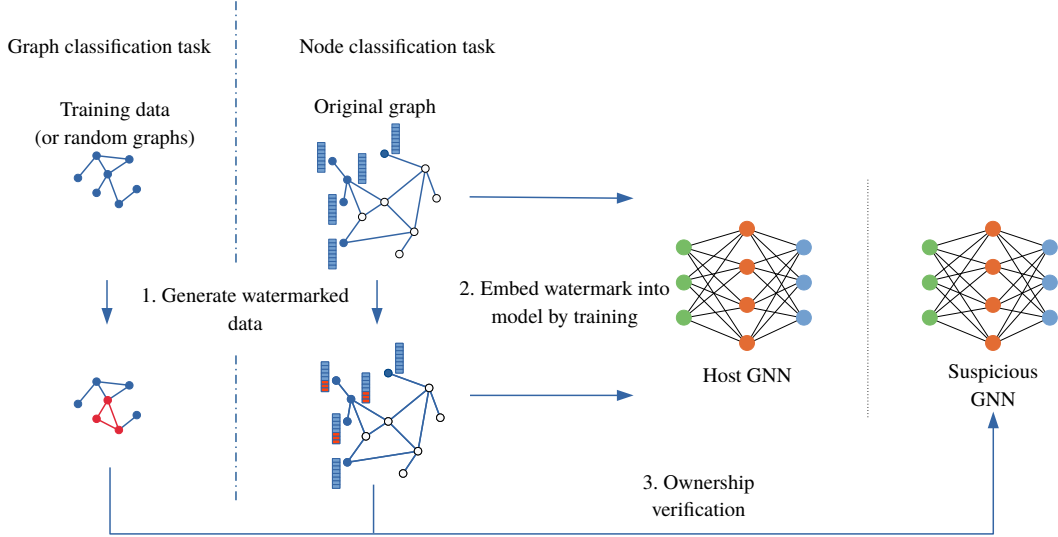 Graph classification task
Node classification task
Training data
(or random graphs)
Original graph
1. Generate watermarked
data
2. Embed watermark into
model by training
Host GNN
Suspicious
GNN
3. Ownership
verification